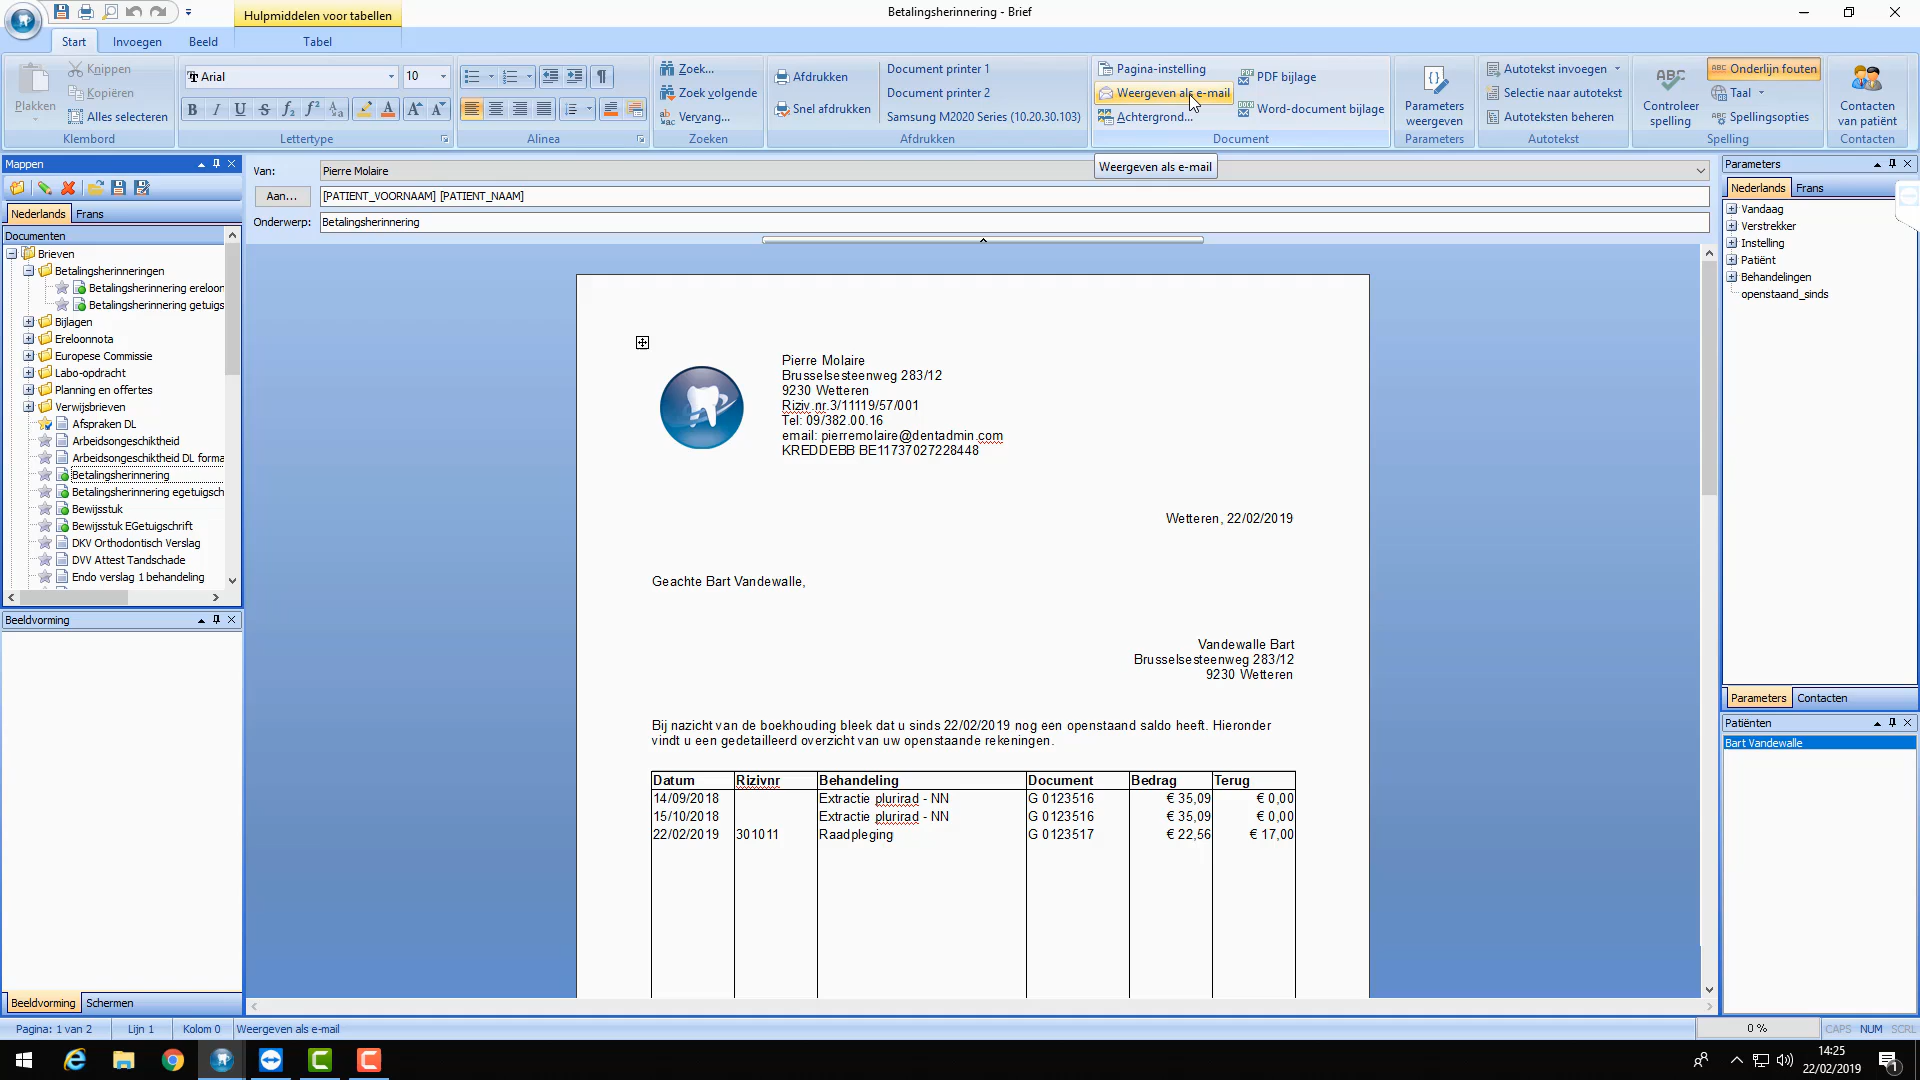 Hulpmiddelen voor tabellen
Betalingsherinnering - Brief
Start Invoegen Beeld Tabel
Plakken
Knippen
Kopiëren
Alles selecteren
Klembord
Arial 10
Lettertype
Alinea
Zoek...
Zoek volgende
Vervang...
Zoeken
Afdrukken
Snel afdrukken
Document printer 1
Document printer 2
Samsung M2020 Series (10.20.30.103)
Afdrukken
Pagina-instelling
Weergeven als e-mail
Achtergrond...
PDF bijlage
Word-document bijlage
Document
Parameters weergeven
Parameters
Autotekst invoegen
Selectie naar autotekst
Autoteksten beheren
Autotekst
Controleer spelling
Onderlijn fouten
Taal
Spellingsopties
Spelling
Contacten van patiënt
Contacten
Weergeven als e-mail
Mappen
Nederlands Frans
Documenten
Brieven
Betalingsherinneringen
Betalingsherinnering ereloon
Betalingsherinnering getuigs
Bijlagen
Ereloonnota
Europese Commissie
Labo-opdracht
Planning en offertes
Verwijsbrieven
Afspraken DL
Arbeidsongeschiktheid
Arbeidsongeschiktheid DL forma
Betalingsherinnering
Betalingsherinnering egetuigsch
Bewijsstuk
Bewijsstuk EGetuigschrift
DKV Orthodontisch Verslag
DVV Attest Tandschade
Endo verslag 1 behandeling
Beeldvorming
Beeldvorming Schermen
Van: Pierre Molaire
Aan... [PATIENT_VOORNAAM] [PATIENT_NAAM]
Onderwerp: Betalingsherinnering
Pierre Molaire
Brusselsesteenweg 283/12
9230 Wetteren
Riziv nr.3/11119/57/001
Tel: 09/382.00.16
email: pierremolaire@dentadmin.com
KREDDEBB BE11737027228448
Wetteren, 22/02/2019
Geachte Bart Vandewalle,
Vandewalle Bart
Brusselsesteenweg 283/12
9230 Wetteren
Bij nazicht van de boekhouding bleek dat u sinds 22/02/2019 nog een openstaand saldo heeft. Hieronder
vindt u een gedetailleerd overzicht van uw openstaande rekeningen.
Datum Rizivnr Behandeling Document Bedrag Terug
14/09/2018 Extractie plurirad - NN G 0123516 € 35,09 € 0,00
15/10/2018 Extractie plurirad - NN G 0123516 € 35,09 € 0,00
22/02/2019 301011 Raadpleging G 0123517 € 22,56 € 17,00
Parameters
Nederlands Frans
Vandaag
Verstrekker
Instelling
Patiënt
Behandelingen
openstaand_sinds
Parameters Contacten
Patiënten
Bart Vandewalle
Pagina: 1 van 2 Lijn 1 Kolom 0 Weergeven als e-mail 0 % CAPS NUM SCRL
14:25
22/02/2019
1